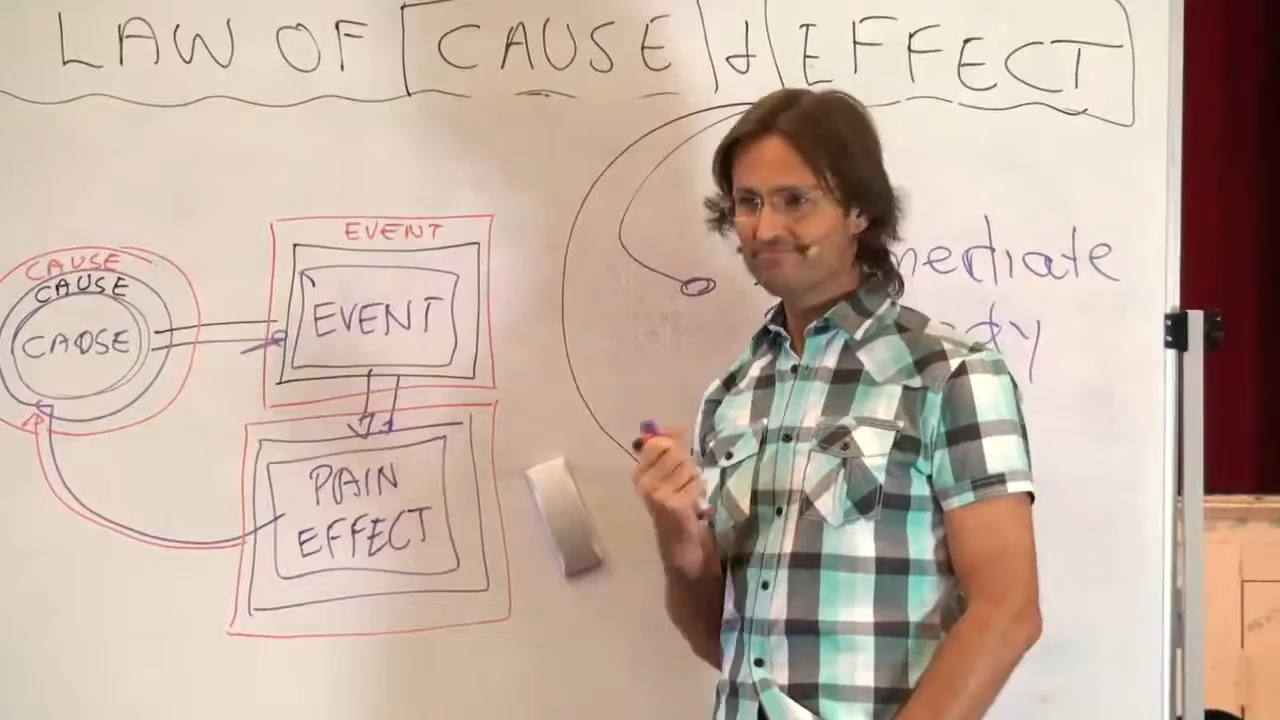 LAW OF CAUSE & EFFECT
CAUSE
CAUSE
CAUSE
EVENT
EVENT
PAIN
EFFECT